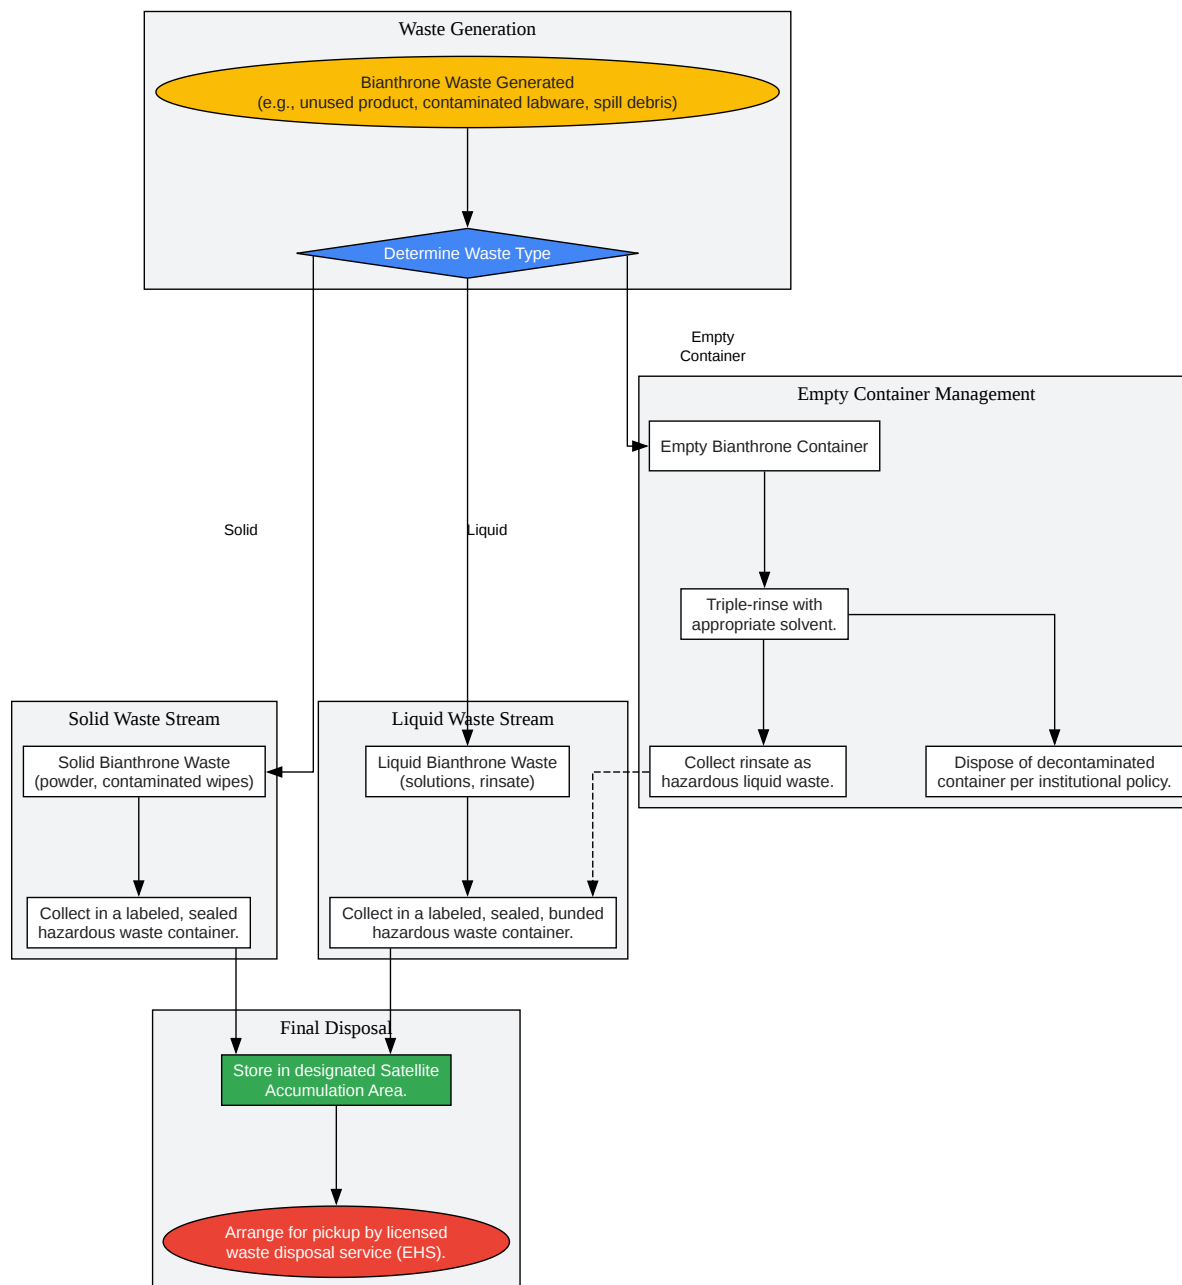 Waste Generation
Bianthrone Waste Generated
(e.g., unused product, contaminated labware, spill debris)
Determine Waste Type
Empty
Container
Empty Container Management
Empty Bianthrone Container
Solid
Liquid
Triple-rinse with
appropriate solvent.
Solid Waste Stream
Liquid Waste Stream
Solid Bianthrone Waste
(powder, contaminated wipes)
Liquid Bianthrone Waste
(solutions, rinsate)
Collect rinsate as
hazardous liquid waste.
Dispose of decontaminated
container per institutional policy.
Collect in a labeled, sealed
hazardous waste container.
Collect in a labeled, sealed, bunded
hazardous waste container.
Final Disposal
Store in designated Satellite
Accumulation Area.
Arrange for pickup by licensed
waste disposal service (EHS).